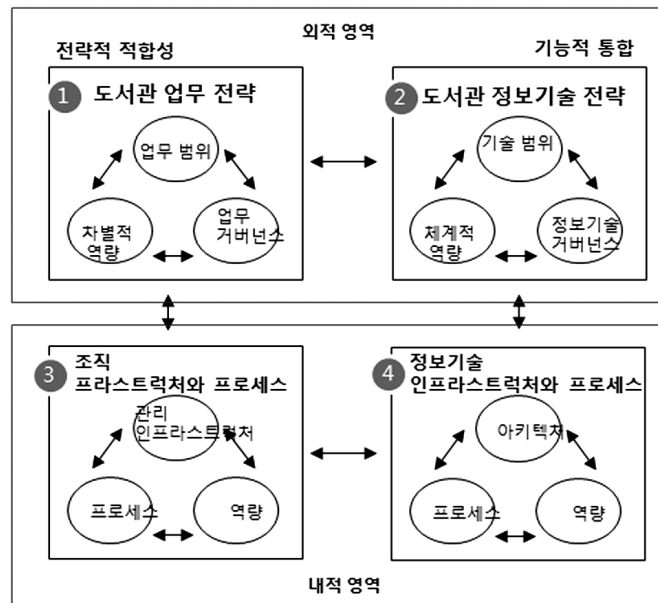 외적 영역
전략적 적합성
기능적 통합
1 도서관 업무 전략
업무 범위
차별적
역량
업무
거버넌스
2 도서관 정보기술 전략
기술 범위
체계적
역량
정보기술
거버넌스
3 조직
프라스트럭처와 프로세스
관리
인프라스트럭처
프로세스
역량
4 정보기술
인프라스트럭처와 프로세스
아키텍처
프로세스
역량
내적 영역